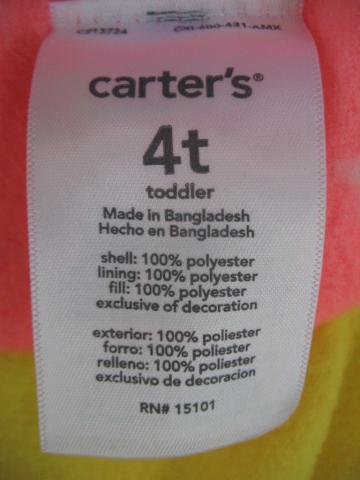 carter's®
4t
toddler
Made in Bangladesh
Hecho en Bangladesh
shell: 100% polyester
lining: 100% polyester
fill: 100% polyester
exclusive of decoration
exterior: 100% poliester
forro: 100% poliester
relleno: 100% poliester
exclusivo de decoracion
RN# 15101